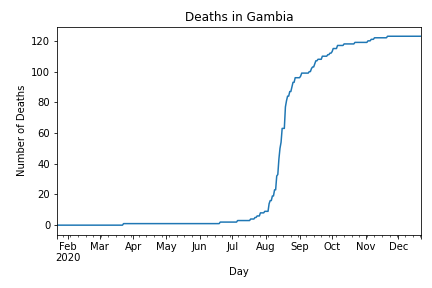 Deaths in Gambia
Number of Deaths
120
100
80
60
40
20
0
Feb Mar Apr May Jun Jul Aug Sep Oct Nov Dec
2020
Day